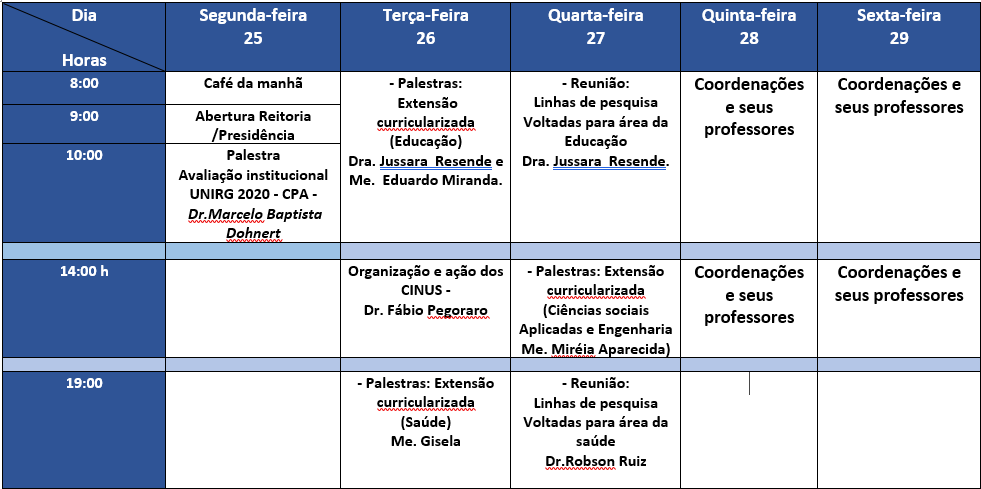 Dia
Horas
Segunda-feira
25
Terça-Feira
26
Quarta-feira
27
Quinta-feira
28
Sexta-feira
29
8:00
Café da manhã
- Palestras:
Extensão
curricularizada
(Educação)
Dra. Jussara Resende e
Me. Eduardo Miranda.
- Reunião:
Linhas de pesquisa
Voltadas para área da
Educação
Dra. Jussara Resende.
Coordenações
e seus
professores
Coordenações e
seus professores
9:00
Abertura Reitoria
/Presidência
10:00
Palestra
Avaliação institucional
UNIRG 2020 - CPA -
Dr.Marcelo Baptista
Dohnert
14:00 h
Organização e ação dos
CINUS -
Dr. Fábio Pegoraro
- Palestras: Extensão
curricularizada
(Ciências sociais
Aplicadas e Engenharia
Me. Miréia Aparecida)
Coordenações
e seus
professores
Coordenações e
seus professores
19:00
- Palestras: Extensão
curricularizada
(Saúde)
Me. Gisela
- Reunião:
Linhas de pesquisa
Voltadas para área da
saúde
Dr.Robson Ruiz